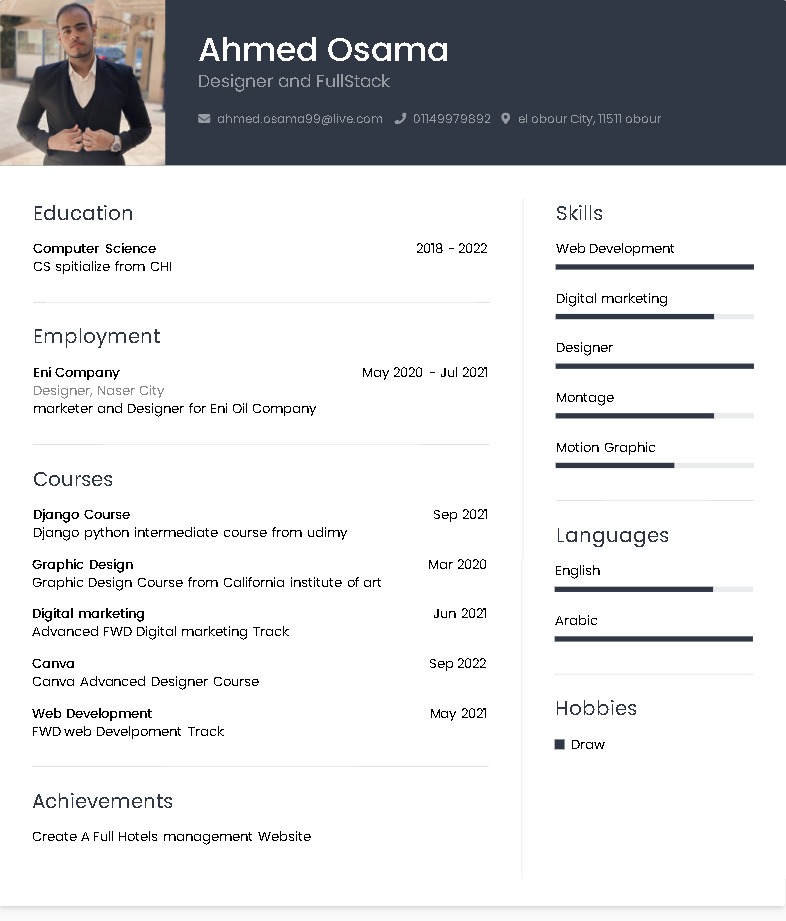 Ahmed Osama
Designer and FullStack
ahmed.osama99@live.com 01149979892 el obour City, 11511 obour
Education
Computer Science 2018 - 2022
CS spitialize from CHI
Employment
Eni Company May 2020 - Jul 2021
Designer, Naser City
marketer and Designer for Eni Oil Company
Courses
Django Course Sep 2021
Django python intermediate course from udimy
Graphic Design Mar 2020
Graphic Design Course from California institute of art
Digital marketing Jun 2021
Advanced FWD Digital marketing Track
Canva Sep 2022
Canva Advanced Designer Course
Web Development May 2021
FWD web Develpoment Track
Achievements
Create A Full Hotels management Website
Skills
Web Development
Digital marketing
Designer
Montage
Motion Graphic
Languages
English
Arabic
Hobbies
Draw